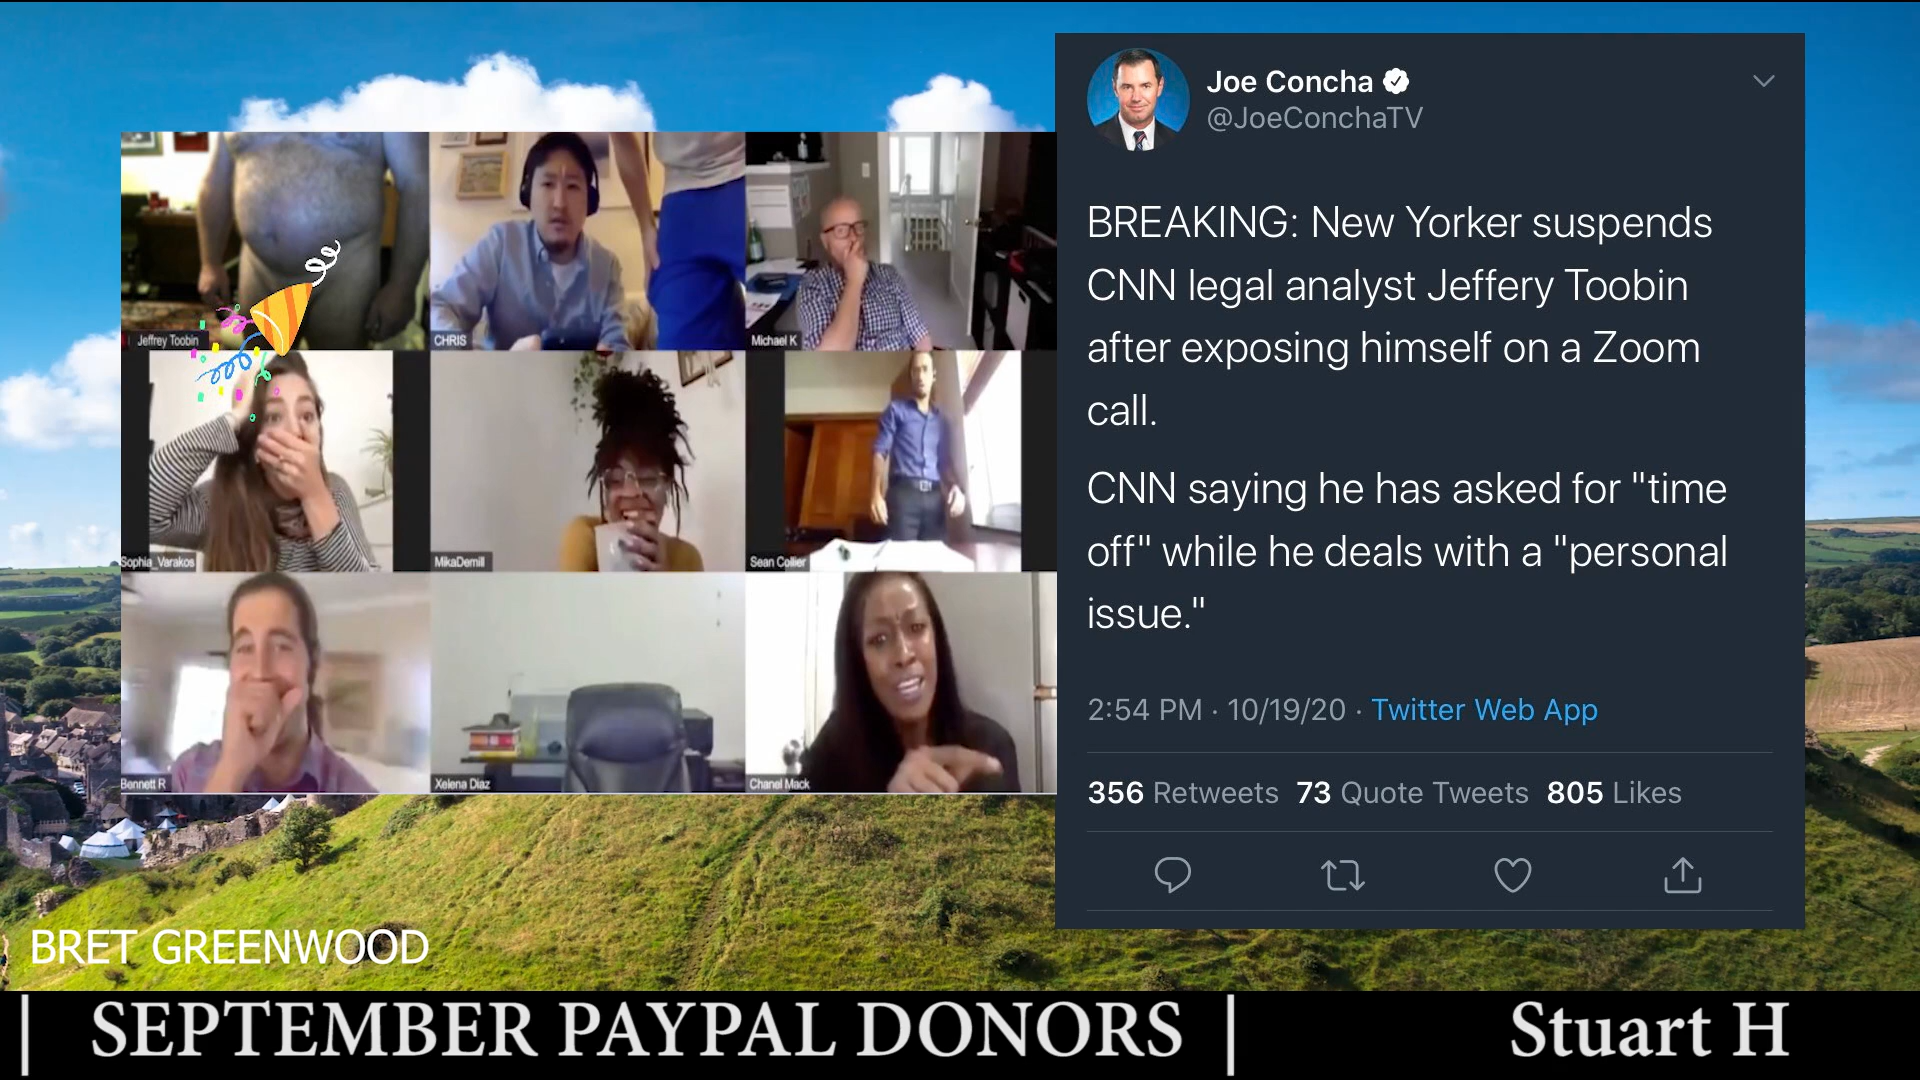 Joe Concha
@JoeConchaTV
BREAKING: New Yorker suspends
CNN legal analyst Jeffery Toobin
after exposing himself on a Zoom
call.
CNN saying he has asked for "time
off" while he deals with a "personal
issue."
2:54 PM · 10/19/20 · Twitter Web App
356 Retweets 73 Quote Tweets 805 Likes
Jeffrey Toobin
CHRIS
Michael K
Sophia_Varakos
MikaDemill
Sean Collier
Bennett R
Xelena Diaz
Chanel Mack
BRET GREENWOOD
| SEPTEMBER PAYPAL DONORS | Stuart H